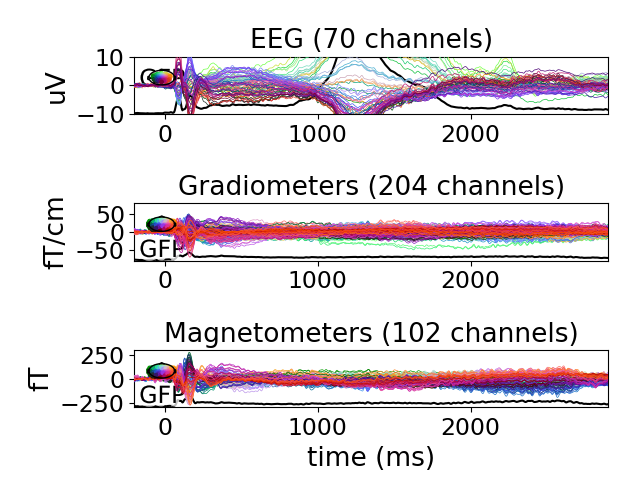 EEG (70 channels)
10
0
−10
uV
0 1000 2000
Gradiometers (204 channels)
50
0
−50
fT/cm
GFP
0 1000 2000
Magnetometers (102 channels)
250
0
−250
fT
GFP
0 1000 2000
time (ms)